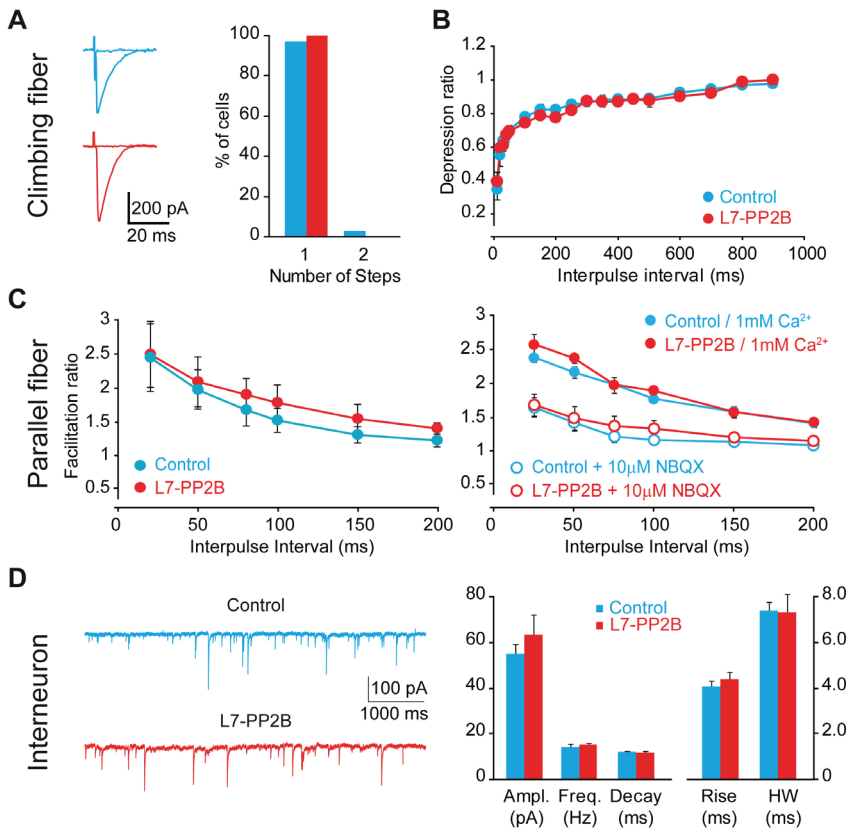 A
Climbing fiber
200 pA
20 ms
% of cells
100
80
60
40
20
0
1
2
Number of Steps
B
Depression ratio
1.2
1
0.8
0.6
0.4
0.2
Control
L7-PP2B
0
200
400
600
800
1000
Interpulse interval (ms)
C
Parallel fiber
Facilitation ratio
2.5
2
1.5
1
0.5
Control
L7-PP2B
0
50
100
150
200
Interpulse Interval (ms)
3
2.5
2
1.5
1
0.5
Control / 1mM Ca²⁺
L7-PP2B / 1mM Ca²⁺
Control + 10µM NBQX
L7-PP2B + 10µM NBQX
0
50
100
150
200
Interpulse Interval (ms)
D
Interneuron
Control
100 pA
1000 ms
L7-PP2B
80
60
40
20
0
Control
L7-PP2B
8.0
6.0
4.0
2.0
0
Ampl.
(pA)
Freq.
(Hz)
Decay
(ms)
Rise
(ms)
HW
(ms)